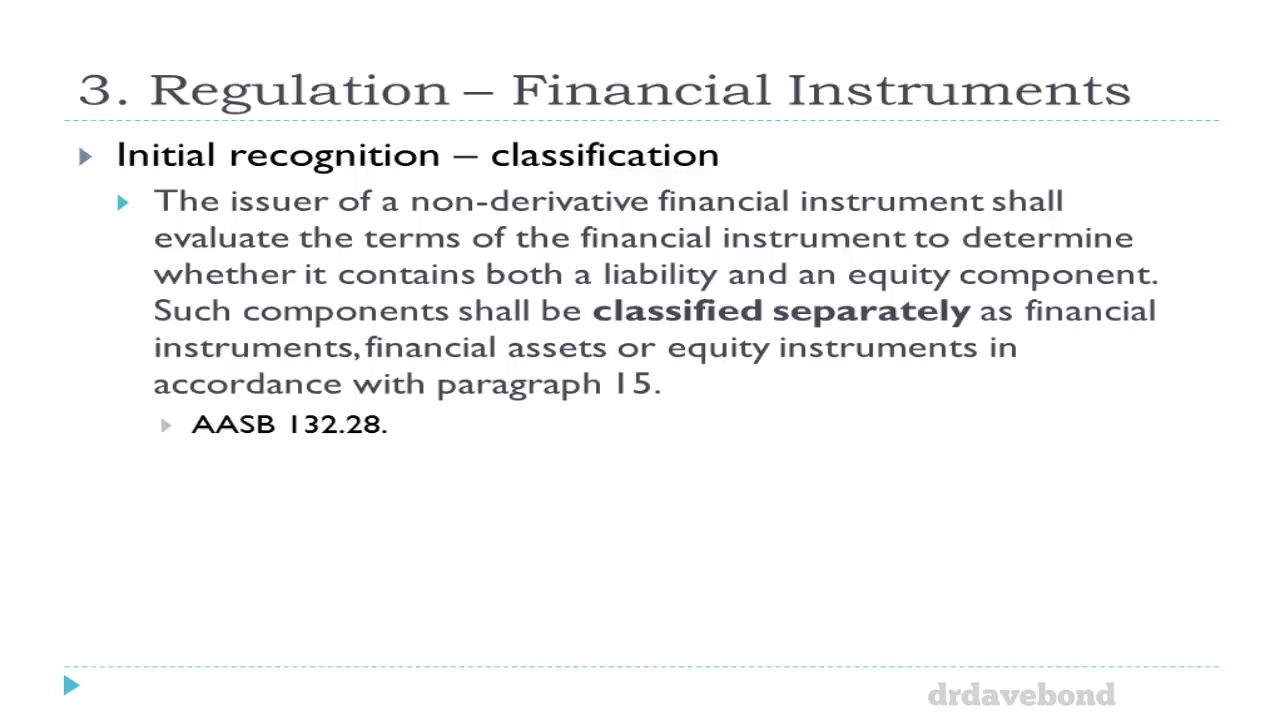 3. Regulation – Financial Instruments
Initial recognition – classification
The issuer of a non-derivative financial instrument shall
evaluate the terms of the financial instrument to determine
whether it contains both a liability and an equity component.
Such components shall be classified separately as financial
instruments, financial assets or equity instruments in
accordance with paragraph 15.
AASB 132.28.
drdavebond